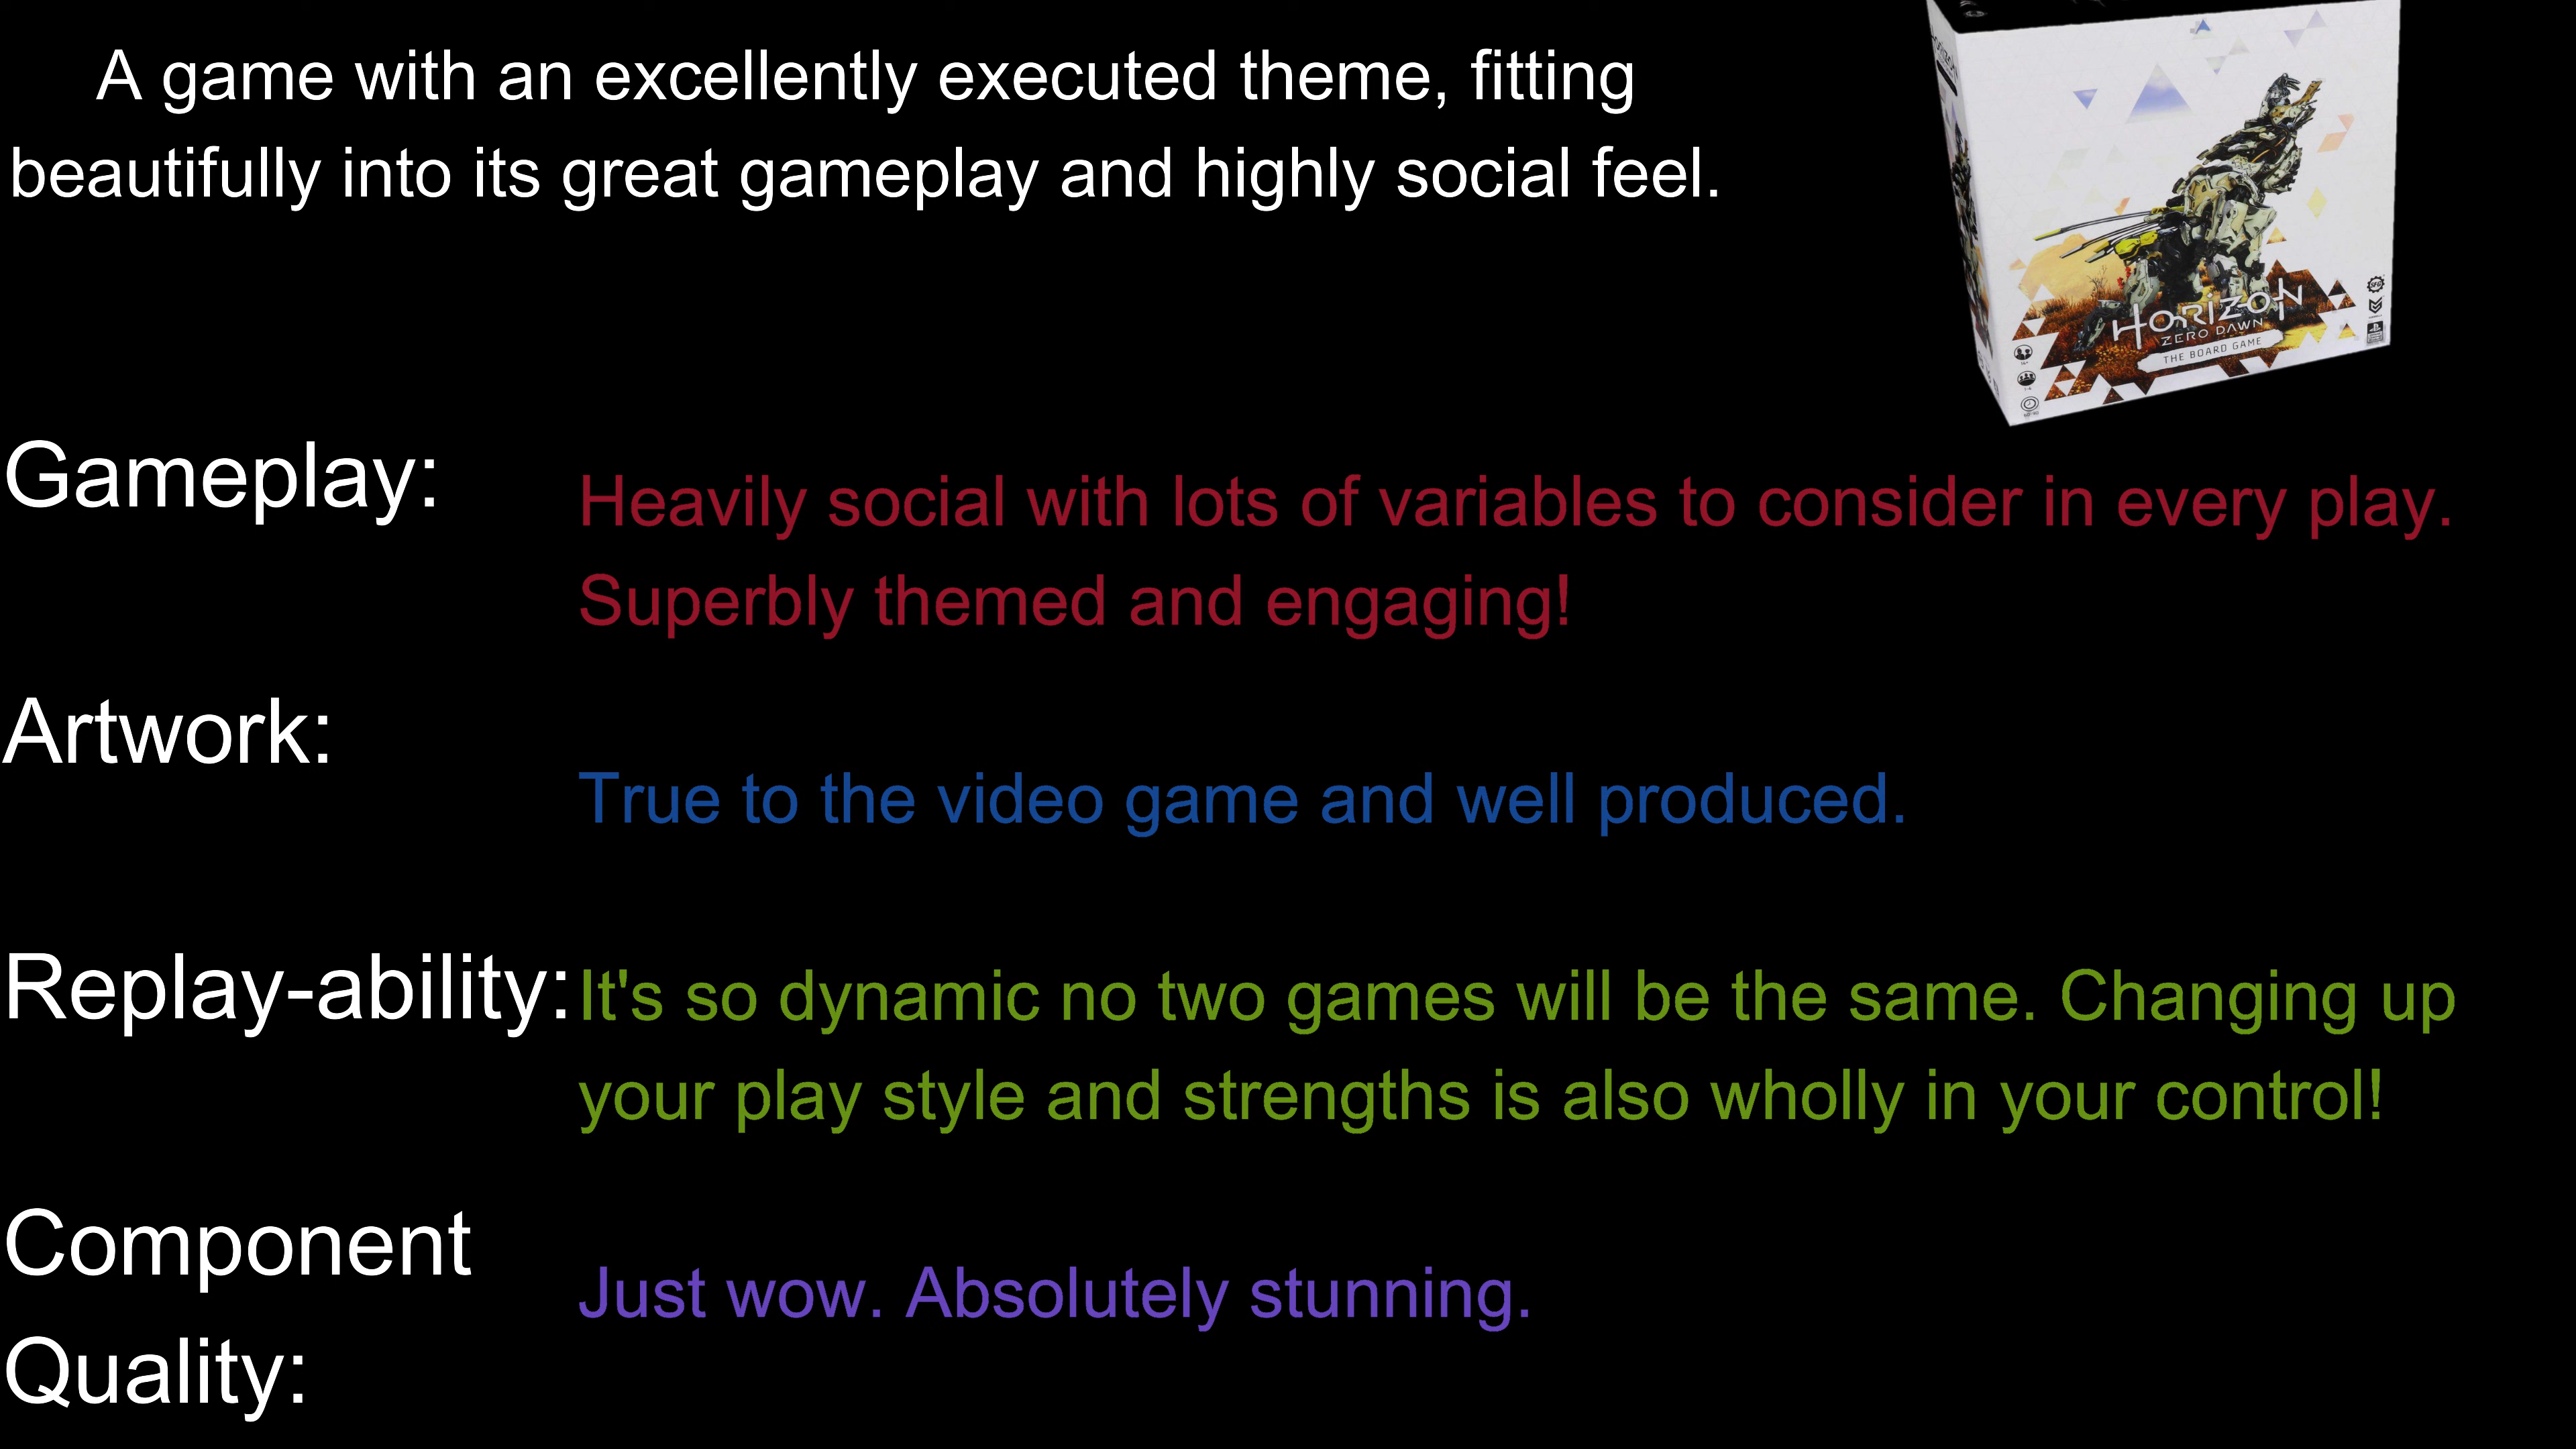 A game with an excellently executed theme, fitting
beautifully into its great gameplay and highly social feel.
HORIZON
ZERO DAWN
THE BOARD GAME
Gameplay:
Heavily social with lots of variables to consider in every play.
Superbly themed and engaging!
Artwork:
True to the video game and well produced.
Replay-ability:
It's so dynamic no two games will be the same. Changing up
your play style and strengths is also wholly in your control!
Component
Quality:
Just wow. Absolutely stunning.